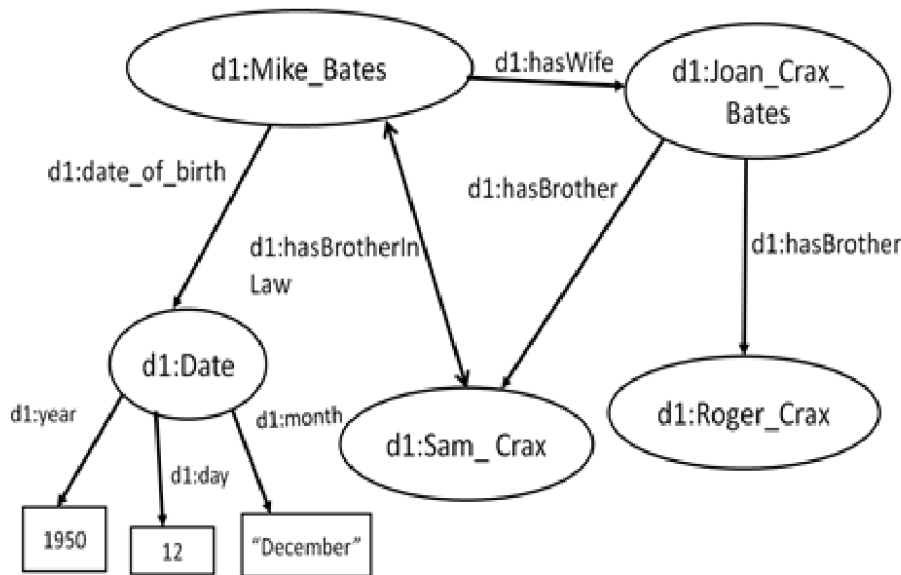 d1:Mike_Bates
d1:hasWife
d1:Joan_Crax_
Bates
d1:date_of_birth
d1:hasBrother
d1:hasBrotherIn
Law
d1:hasBrother
d1:Date
d1:year
d1:day
d1:month
d1:Sam_ Crax
d1:Roger_Crax
1950
12
“December”